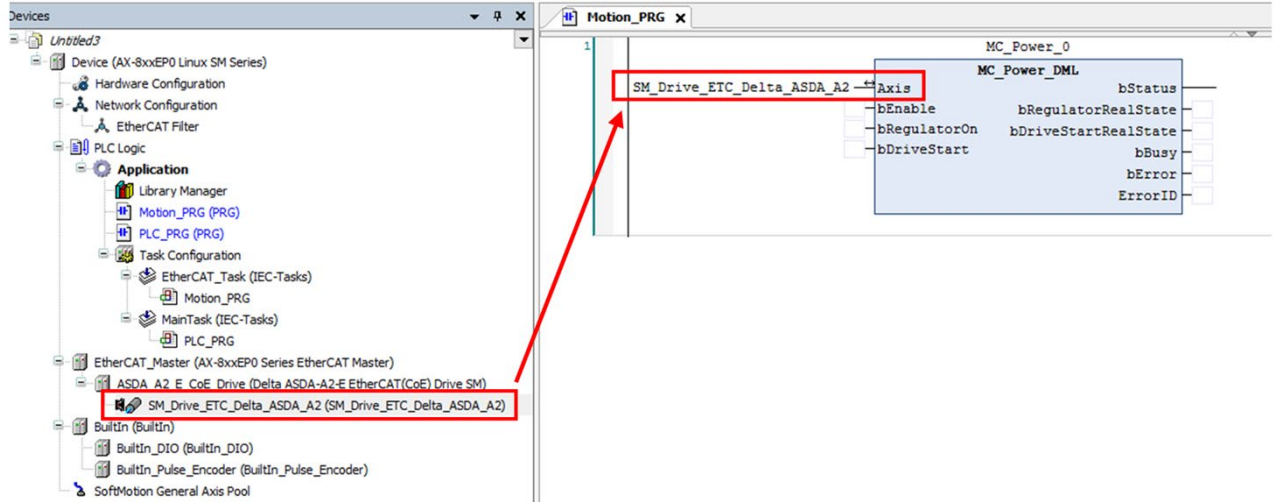 Devices
Untitled3
Device (AX-8xxEP0 Linux SM Series)
Hardware Configuration
Network Configuration
EtherCAT Filter
PLC Logic
Application
Library Manager
Motion_PRG (PRG)
PLC_PRG (PRG)
Task Configuration
EtherCAT_Task (IEC-Tasks)
Motion_PRG
MainTask (IEC-Tasks)
PLC_PRG
EtherCAT_Master (AX-8xxEP0 Series EtherCAT Master)
ASDA_A2_E_CoE_Drive (Delta ASDA-A2-E EtherCAT(CoE) Drive SM)
SM_Drive_ETC_Delta_ASDA_A2 (SM_Drive_ETC_Delta_ASDA_A2)
BuiltIn (BuiltIn)
BuiltIn_DIO (BuiltIn_DIO)
BuiltIn_Pulse_Encoder (BuiltIn_Pulse_Encoder)
SoftMotion General Axis Pool
Motion_PRG X
1
MC_Power_0
MC_Power_DML
SM_Drive_ETC_Delta_ASDA_A2 Axis bStatus
bEnable bRegulatorRealState
bRegulatorOn bDriveStartRealState
bDriveStart bBusy
bError
ErrorID